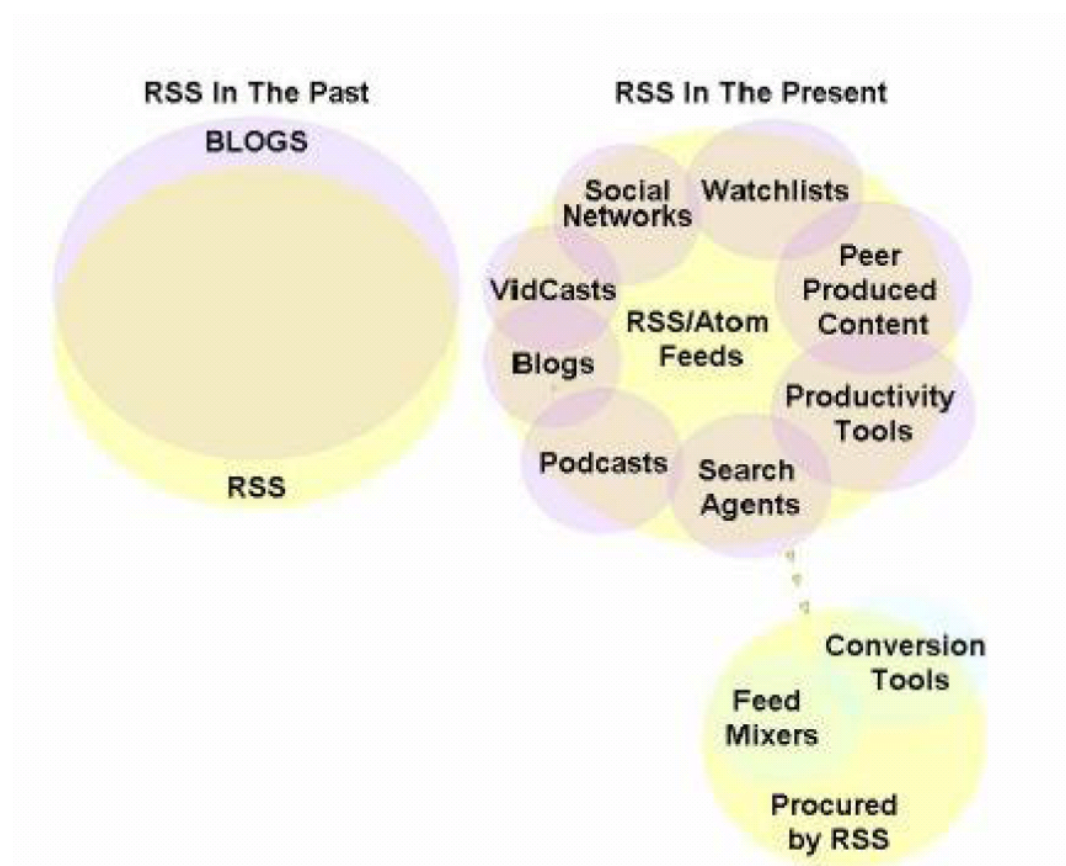 RSS In The Past
BLOGS
RSS
RSS In The Present
Social
Networks
Watchlists
Peer
Produced
Content
VidCasts
RSS/Atom
Feeds
Blogs
Productivity
Tools
Podcasts
Search
Agents
Conversion
Tools
Feed
Mixers
Procured
by RSS